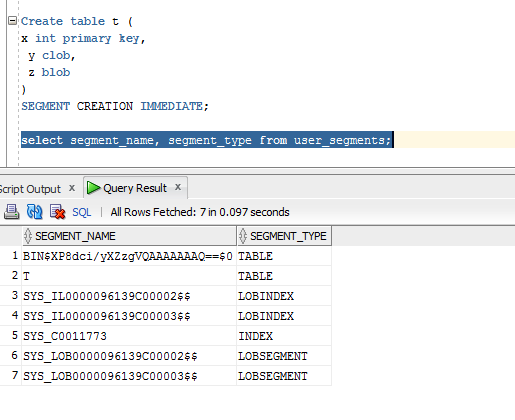 Create table t (
x int primary key,
y clob,
z blob
)
SEGMENT CREATION IMMEDIATE;
select segment_name, segment_type from user_segments;
Script Output x Query Result x
SQL | All Rows Fetched: 7 in 0.097 seconds
SEGMENT_NAME SEGMENT_TYPE
1 BIN$XP8dci/yXZzgVQAAAAAAAQ==$0 TABLE
2 T TABLE
3 SYS_IL0000096139C00002$$ LOBINDEX
4 SYS_IL0000096139C00003$$ LOBINDEX
5 SYS_C0011773 INDEX
6 SYS_LOB0000096139C00002$$ LOBSEGMENT
7 SYS_LOB0000096139C00003$$ LOBSEGMENT